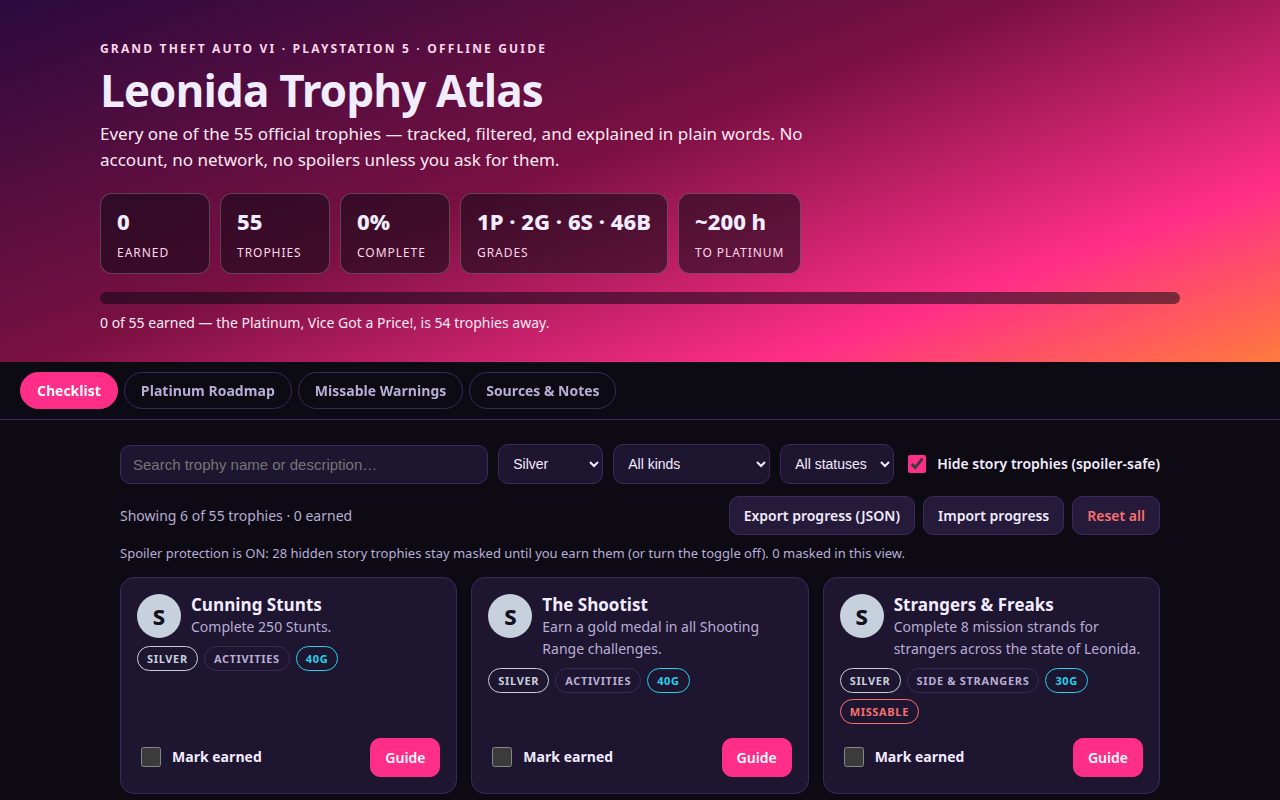 GRAND THEFT AUTO VI · PLAYSTATION 5 · OFFLINE GUIDE
Leonida Trophy Atlas
Every one of the 55 official trophies — tracked, filtered, and explained in plain words. No
account, no network, no spoilers unless you ask for them.
0
EARNED
55
TROPHIES
0%
COMPLETE
1P · 2G · 6S · 46B
GRADES
~200 h
TO PLATINUM
0 of 55 earned — the Platinum, Vice Got a Price!, is 54 trophies away.
Checklist
Platinum Roadmap
Missable Warnings
Sources & Notes
Search trophy name or description…
Silver
All kinds
All statuses
Hide story trophies (spoiler-safe)
Showing 6 of 55 trophies · 0 earned
Export progress (JSON)
Import progress
Reset all
Spoiler protection is ON: 28 hidden story trophies stay masked until you earn them (or turn the toggle off). 0 masked in this view.
S
Cunning Stunts
Complete 250 Stunts.
SILVER
ACTIVITIES
40G
Mark earned
Guide
S
The Shootist
Earn a gold medal in all Shooting
Range challenges.
SILVER
ACTIVITIES
40G
Mark earned
Guide
S
Strangers & Freaks
Complete 8 mission strands for
strangers across the state of Leonida.
SILVER
SIDE & STRANGERS
30G
MISSABLE
Mark earned
Guide